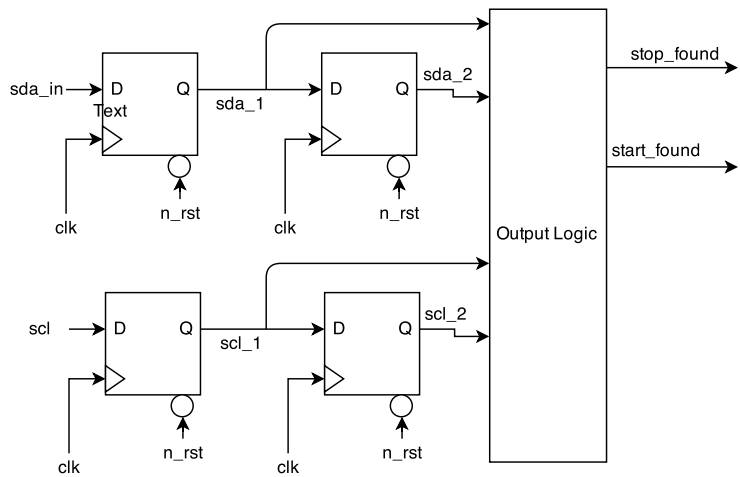 stop_found
sda_in
D
Q
sda_1
D
Q
sda_2
Text
start_found
n_rst
n_rst
clk
clk
Output Logic
scl
D
Q
scl_1
D
Q
scl_2
n_rst
n_rst
clk
clk